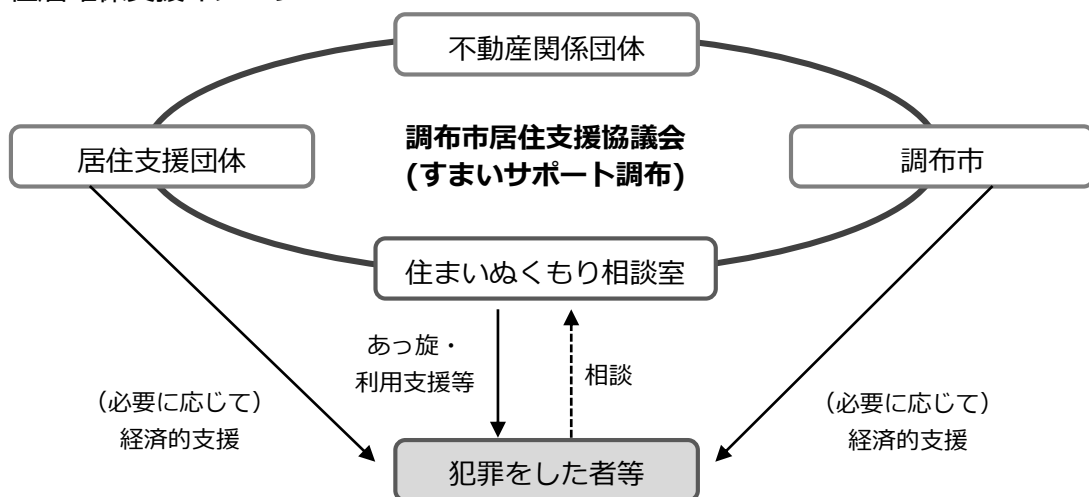 不動産関係団体
調布市居住支援協議会
(すまいサポート調布)
居住支援団体
調布市
住まいぬくもり相談室
あっ旋・
利用支援等
相談
（必要に応じて）
経済的支援
（必要に応じて）
経済的支援
犯罪をした者等